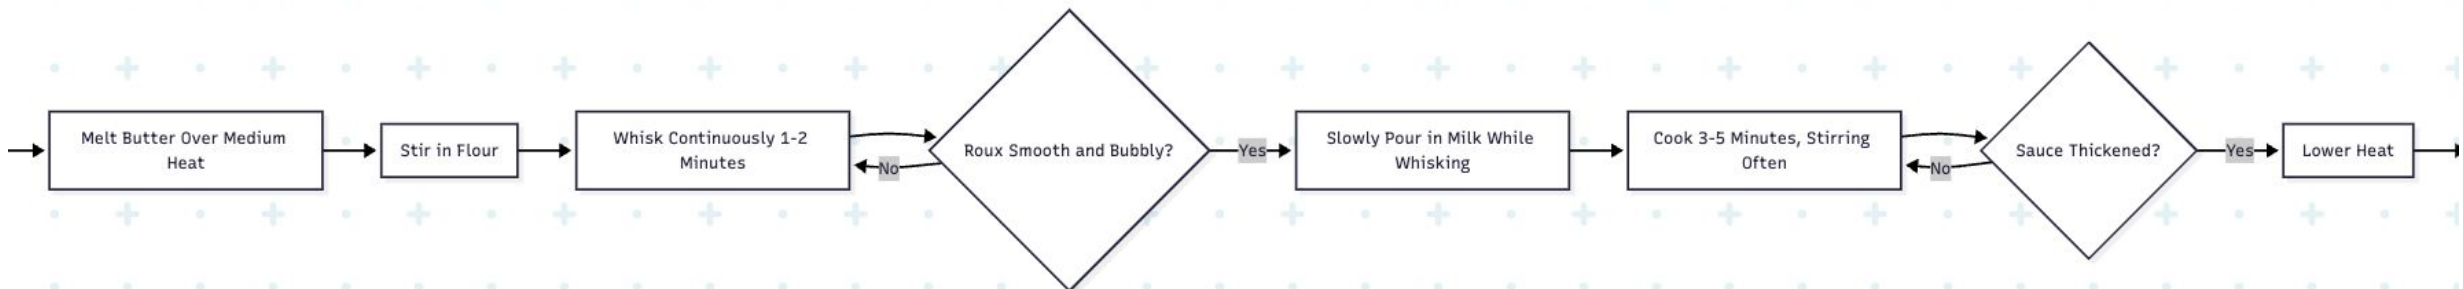 Melt Butter Over Medium
Heat
Stir in Flour
Whisk Continuously 1-2
Minutes
No
Roux Smooth and Bubbly?
Yes
Slowly Pour in Milk While
Whisking
Cook 3-5 Minutes, Stirring
Often
No
Sauce Thickened?
Yes
Lower Heat